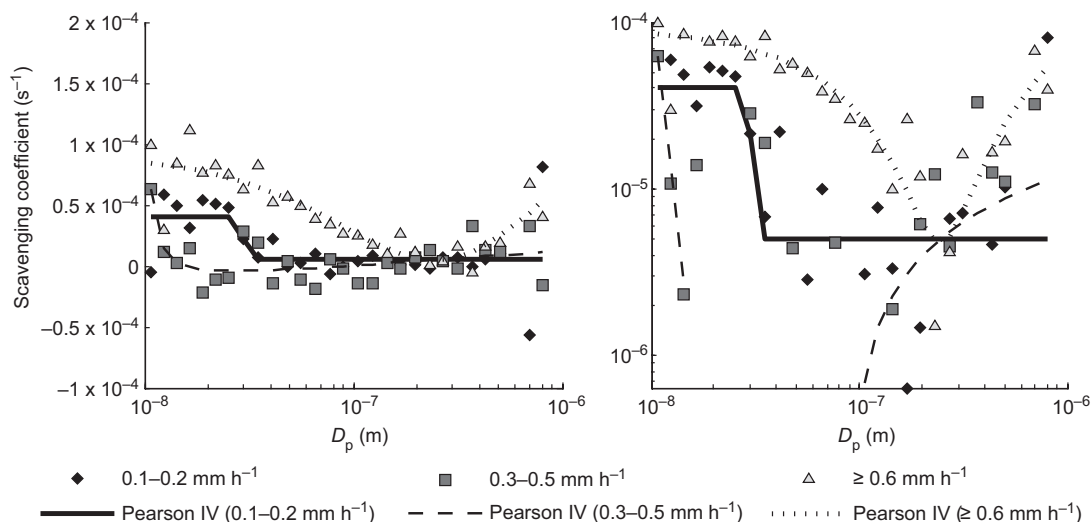 2 x 10⁻⁴
1.5 x 10⁻⁴
1 x 10⁻⁴
0.5 x 10⁻⁴
0
–0.5 x 10⁻⁴
–1 x 10⁻⁴
Scavenging coefficient (s⁻¹)
10⁻⁸
10⁻⁷
10⁻⁶
Dp (m)
10⁻⁴
10⁻⁵
10⁻⁶
10⁻⁸
10⁻⁷
10⁻⁶
Dp (m)
0.1–0.2 mm h⁻¹
0.3–0.5 mm h⁻¹
≥ 0.6 mm h⁻¹
Pearson IV (0.1–0.2 mm h⁻¹)
Pearson IV (0.3–0.5 mm h⁻¹)
Pearson IV (≥ 0.6 mm h⁻¹)